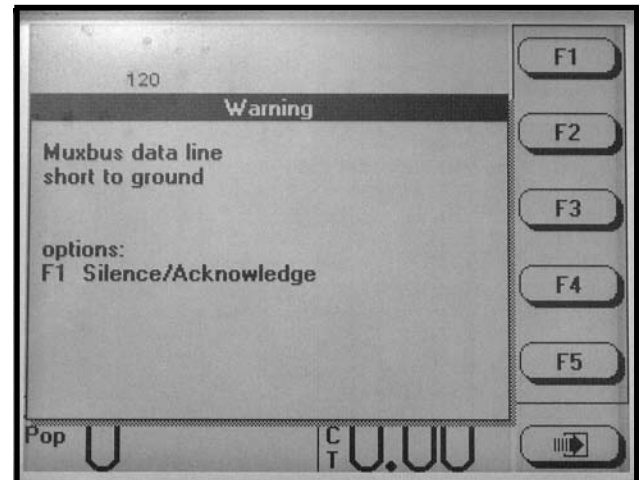 120
Warning
Muxbus data line
short to ground
options:
F1 Silence/Acknowledge
F1
F2
F3
F4
F5
Pop
C
T